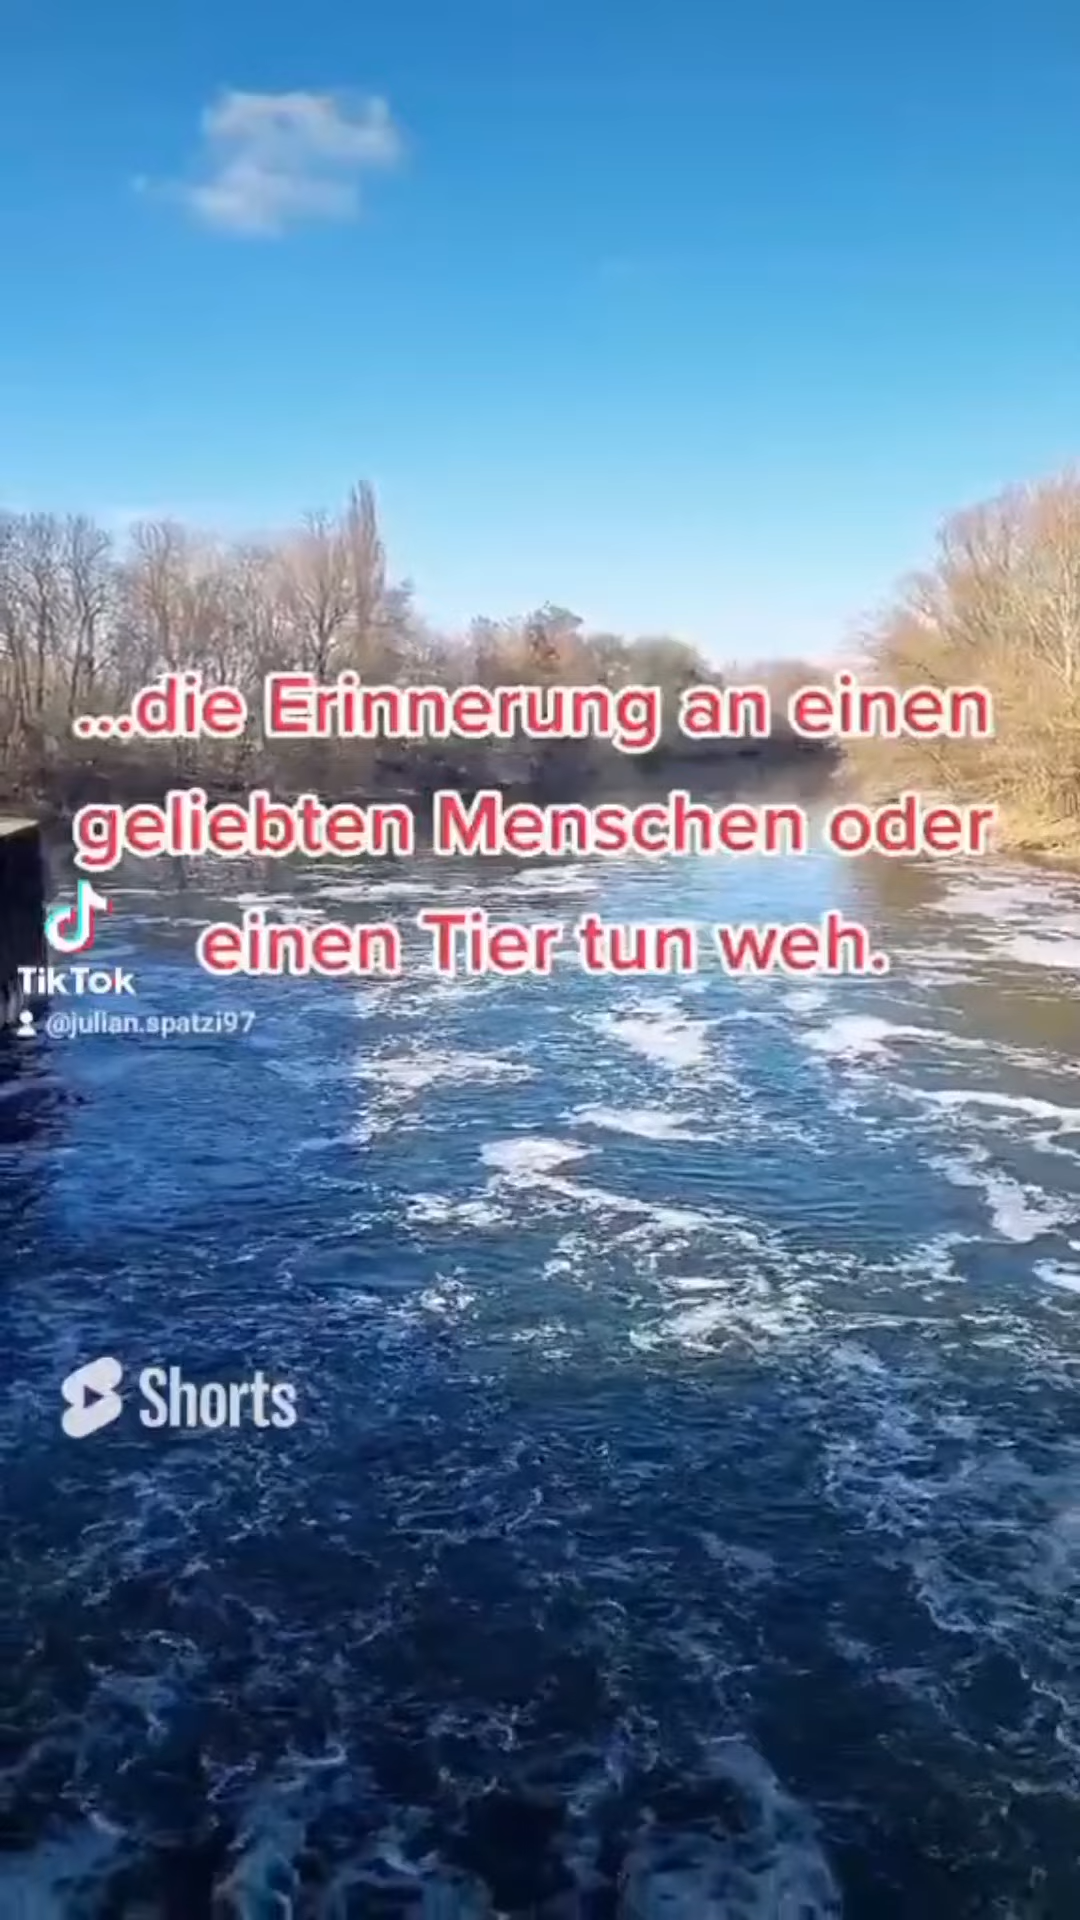 ...die Erinnerung an einen
geliebten Menschen oder
einen Tier tun weh.
TikTok
@julian.spatzi97
Shorts